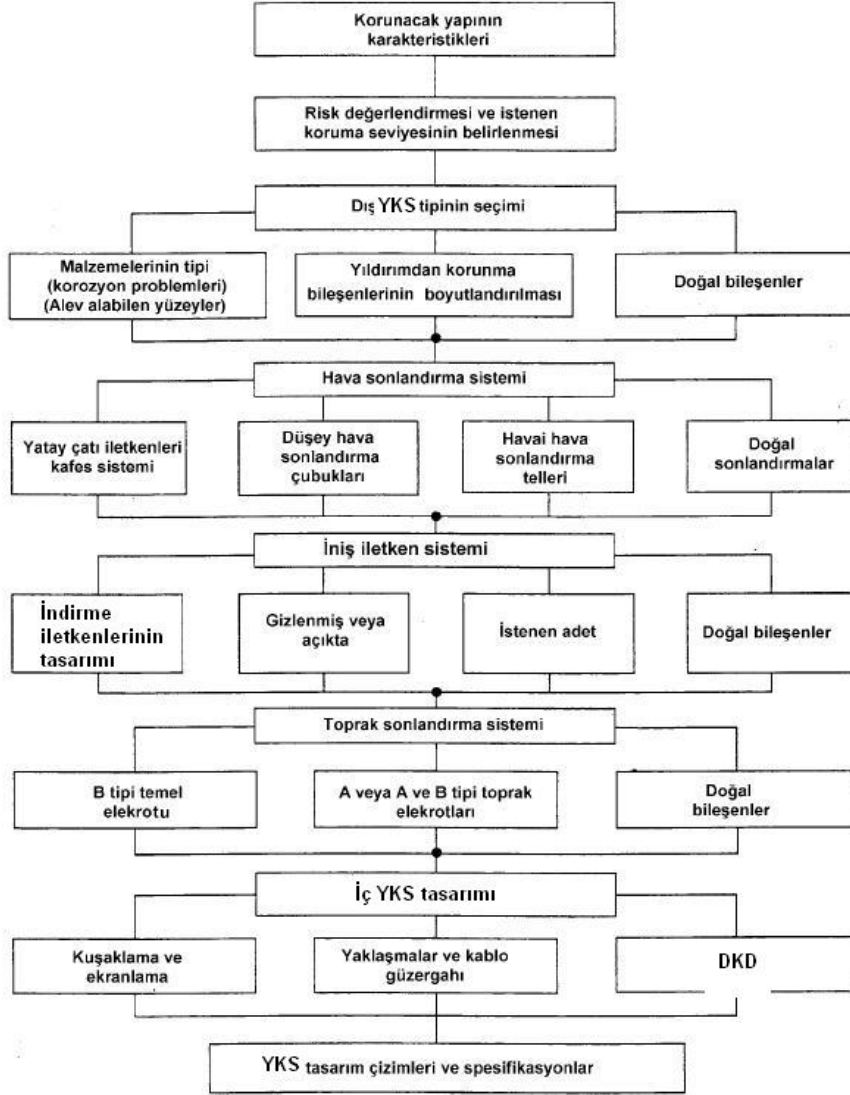 Korunacak yapının
karakteristikleri
Risk değerlendirmesi ve istenen
koruma seviyesinin belirlenmesi
Dış YKS tipinin seçimi
Malzemelerinin tipi
(korozyon problemleri)
(Alev alabilen yüzeyler)
Yıldırımdan korunma
bileşenlerinin boyutlandırılması
Doğal bileşenler
Hava sonlandırma sistemi
Yatay çatı iletkenleri
kafes sistemi
Düşey hava
sonlandırma
çubukları
Havai hava
sonlandırma
telleri
Doğal
sonlandırmalar
İniş iletken sistemi
İndirme
iletkenlerinin
tasarımı
Gizlenmiş veya
açıkta
İstenen adet
Doğal bileşenler
Toprak sonlandırma sistemi
B tipi temel
elekrotu
A veya A ve B tipi toprak
elekrotları
Doğal
bileşenler
İç YKS tasarımı
Kuşaklama ve
ekranlama
Yaklaşmalar ve kablo
güzergahı
DKD
YKS tasarım çizimleri ve spesifikasyonlar